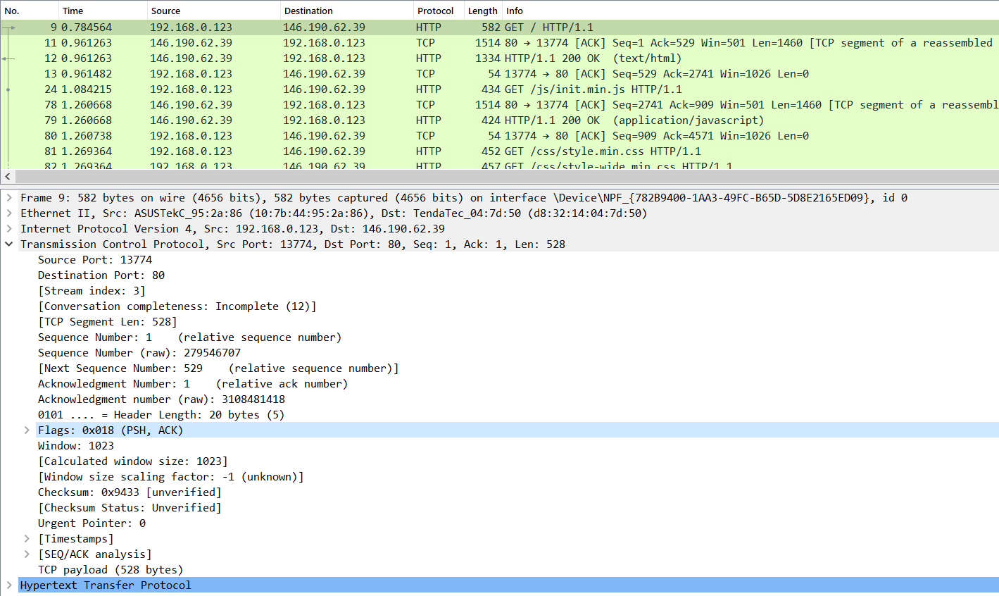 No. Time Source Destination Protocol Length Info
9 0.784564 192.168.0.123 146.190.62.39 HTTP 582 GET / HTTP/1.1
11 0.961263 146.190.62.39 192.168.0.123 TCP 1514 80 → 13774 [ACK] Seq=1 Ack=529 Win=501 Len=1460 [TCP segment of a reassembled
12 0.961263 146.190.62.39 192.168.0.123 HTTP 1334 HTTP/1.1 200 OK (text/html)
13 0.961482 192.168.0.123 146.190.62.39 TCP 54 13774 → 80 [ACK] Seq=529 Ack=2741 Win=1026 Len=0
24 1.084215 192.168.0.123 146.190.62.39 HTTP 434 GET /js/init.min.js HTTP/1.1
78 1.260668 146.190.62.39 192.168.0.123 TCP 1514 80 → 13774 [ACK] Seq=2741 Ack=909 Win=501 Len=1460 [TCP segment of a reassembl
79 1.260668 146.190.62.39 192.168.0.123 HTTP 424 HTTP/1.1 200 OK (application/javascript)
80 1.260738 192.168.0.123 146.190.62.39 TCP 54 13774 → 80 [ACK] Seq=909 Ack=4571 Win=1026 Len=0
81 1.269364 192.168.0.123 146.190.62.39 HTTP 452 GET /css/style.min.css HTTP/1.1
82 1.269364 192.168.0.123 146.190.62.39 HTTP 457 GET /css/style-wide.min.css HTTP/1.1
Frame 9: 582 bytes on wire (4656 bits), 582 bytes captured (4656 bits) on interface \Device\NPF_{782B9400-1AA3-49FC-B65D-5D8E2165ED09}, id 0
Ethernet II, Src: ASUSTekC_95:2a:86 (10:7b:44:95:2a:86), Dst: TendaTec_04:7d:50 (d8:32:14:04:7d:50)
Internet Protocol Version 4, Src: 192.168.0.123, Dst: 146.190.62.39
Transmission Control Protocol, Src Port: 13774, Dst Port: 80, Seq: 1, Ack: 1, Len: 528
Source Port: 13774
Destination Port: 80
[Stream index: 3]
[Conversation completeness: Incomplete (12)]
[TCP Segment Len: 528]
Sequence Number: 1 (relative sequence number)
Sequence Number (raw): 279546707
[Next Sequence Number: 529 (relative sequence number)]
Acknowledgment Number: 1 (relative ack number)
Acknowledgment number (raw): 3108481418
0101 .... = Header Length: 20 bytes (5)
Flags: 0x018 (PSH, ACK)
Window: 1023
[Calculated window size: 1023]
[Window size scaling factor: -1 (unknown)]
Checksum: 0x9433 [unverified]
[Checksum Status: Unverified]
Urgent Pointer: 0
[Timestamps]
[SEQ/ACK analysis]
TCP payload (528 bytes)
Hypertext Transfer Protocol